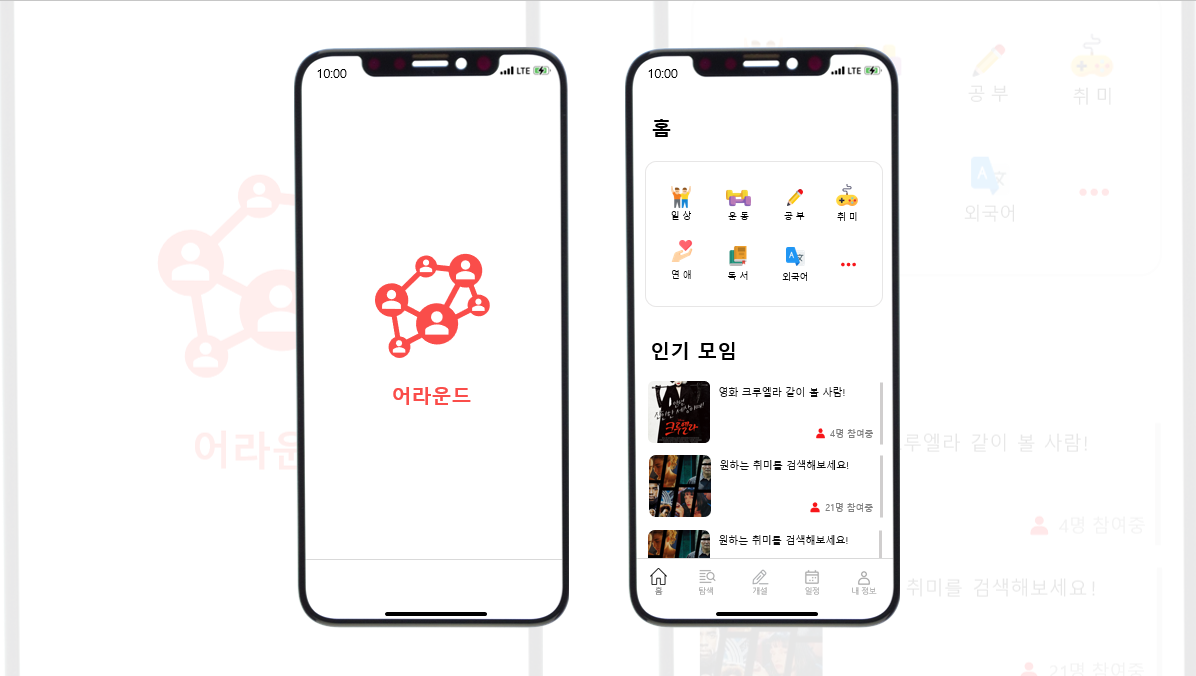 10:00
LTE
어라운드
10:00
LTE
홈
일 상
운 동
공 부
취 미
연 애
독 서
외국어
인기 모임
영화 크루엘라 같이 볼 사람!
4명 참여중
크루엘라
원하는 취미를 검색해보세요!
21명 참여중
원하는 취미를 검색해보세요!
홈
탐색
개설
일정
내 정보
공 부
취 미
외국어
어라운
크루엘라 같이 볼 사람!
4명 참여중
취미를 검색해보세요!
21명 참여중